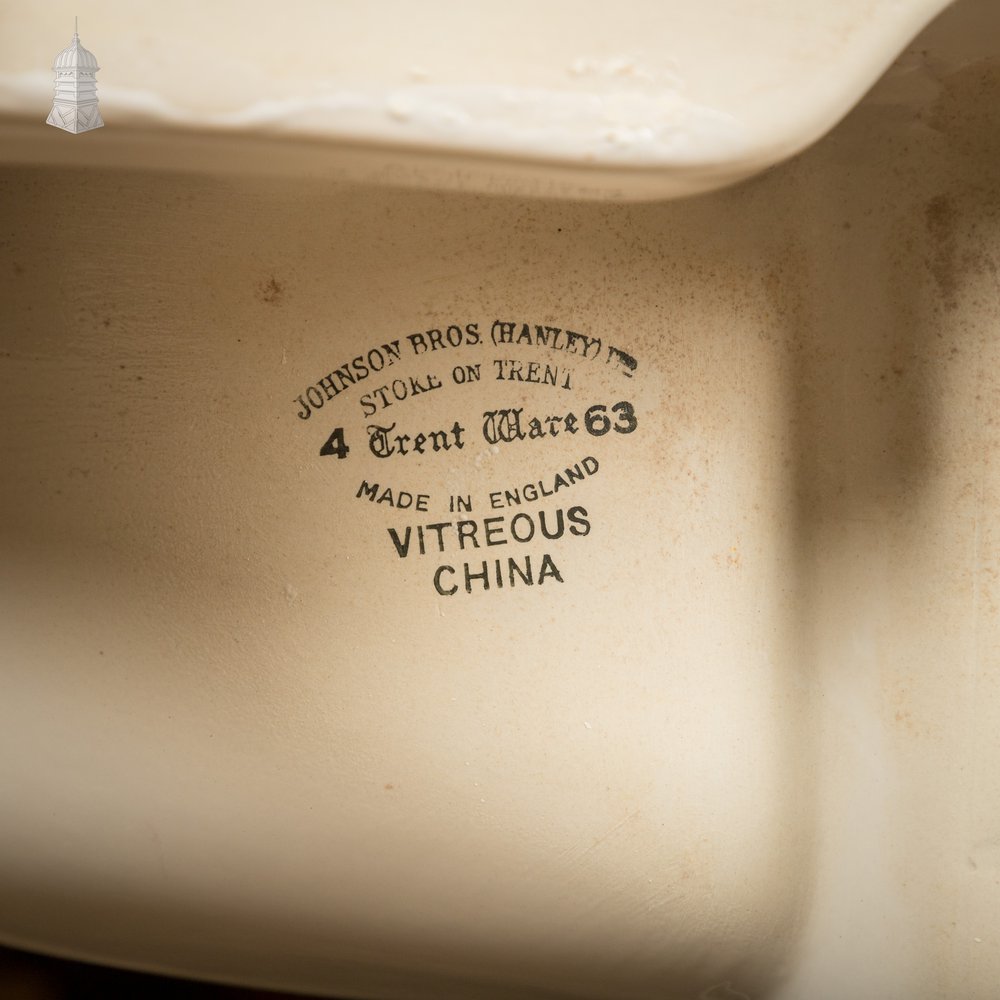 JOHNSON BROS. (HANLEY) LTD
STOKE ON TRENT
4 Trent Ware 63
MADE IN ENGLAND
VITREOUS
CHINA